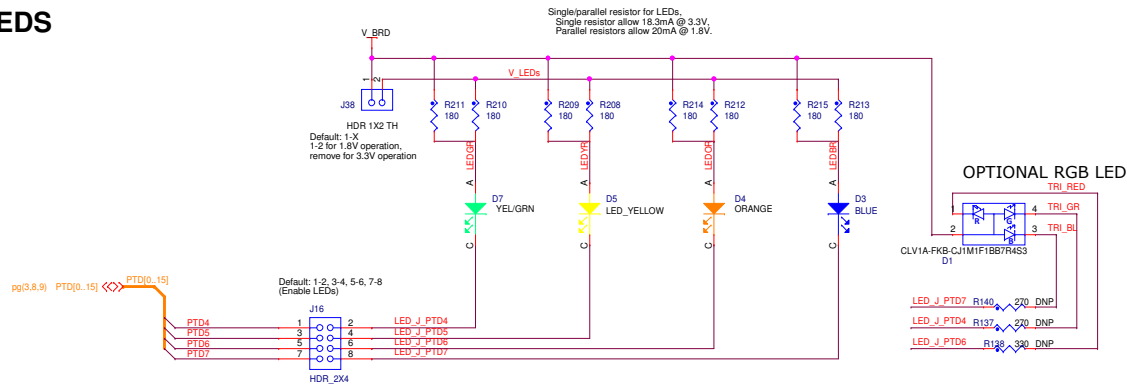 EDS
Single/parallel resistor for LEDs,
Single resistor allow 18.3mA @ 3.3V,
Parallel resistors allow 20mA @ 1.8V.
V_BRD
1
2
V_LEDs
J38
HDR 1X2 TH
Default: 1-X
1-2 for 1.8V operation,
remove for 3.3V operation
R211
180
R210
180
R209
180
R208
180
R214
180
R212
180
R215
180
R213
180
LEDGR
LEDYR
LEDOR
LEDBR
A
A
A
A
D7
YEL/GRN
D5
LED_YELLOW
D4
ORANGE
D3
BLUE
C
C
C
C
OPTIONAL RGB LED
TRI_RED
1
4
TRI_GR
2
3
TRI_BL
R
G
B
CLV1A-FKB-CJ1M1F1BB7R4S3
D1
pg(3,8,9) PTD[0..15]
PTD[0..15]
Default: 1-2, 3-4, 5-6, 7-8
(Enable LEDs)
J16
PTD4 1 2 LED_J_PTD4
PTD5 3 4 LED_J_PTD5
PTD6 5 6 LED_J_PTD6
PTD7 7 8 LED_J_PTD7
HDR_2X4
LED_J_PTD7 R140 270 DNP
LED_J_PTD4 R137 270 DNP
LED_J_PTD6 R138 330 DNP